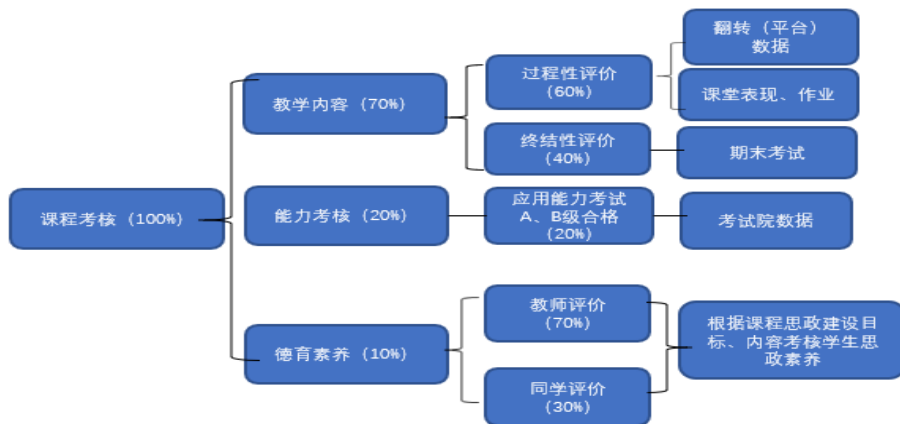 课程考核 (100%)
教学内容 (70%)
过程性评价
(60%)
翻转（平台）
数据
课堂表现、作业
终结性评价
(40%)
期末考试
能力考核 (20%)
应用能力考试
A、B级合格
(20%)
考试院数据
德育素养 (10%)
教师评价
(70%)
同学评价
(30%)
根据课程思政建设目
标、内容考核学生思
政素养